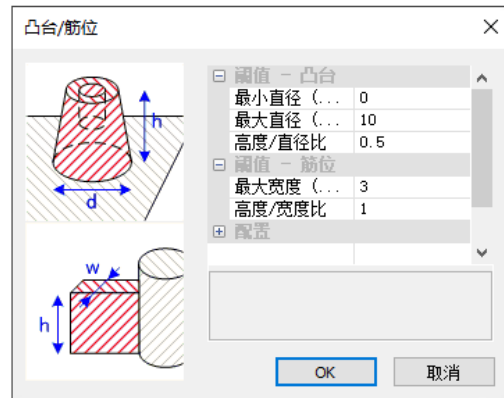 凸台/筋位
h
d
w
h
阈值 - 凸台
最小直径 (... 0
最大直径 (... 10
高度/直径比 0.5
阈值 - 筋位
最大宽度 (... 3
高度/宽度比 1
配置
OK
取消